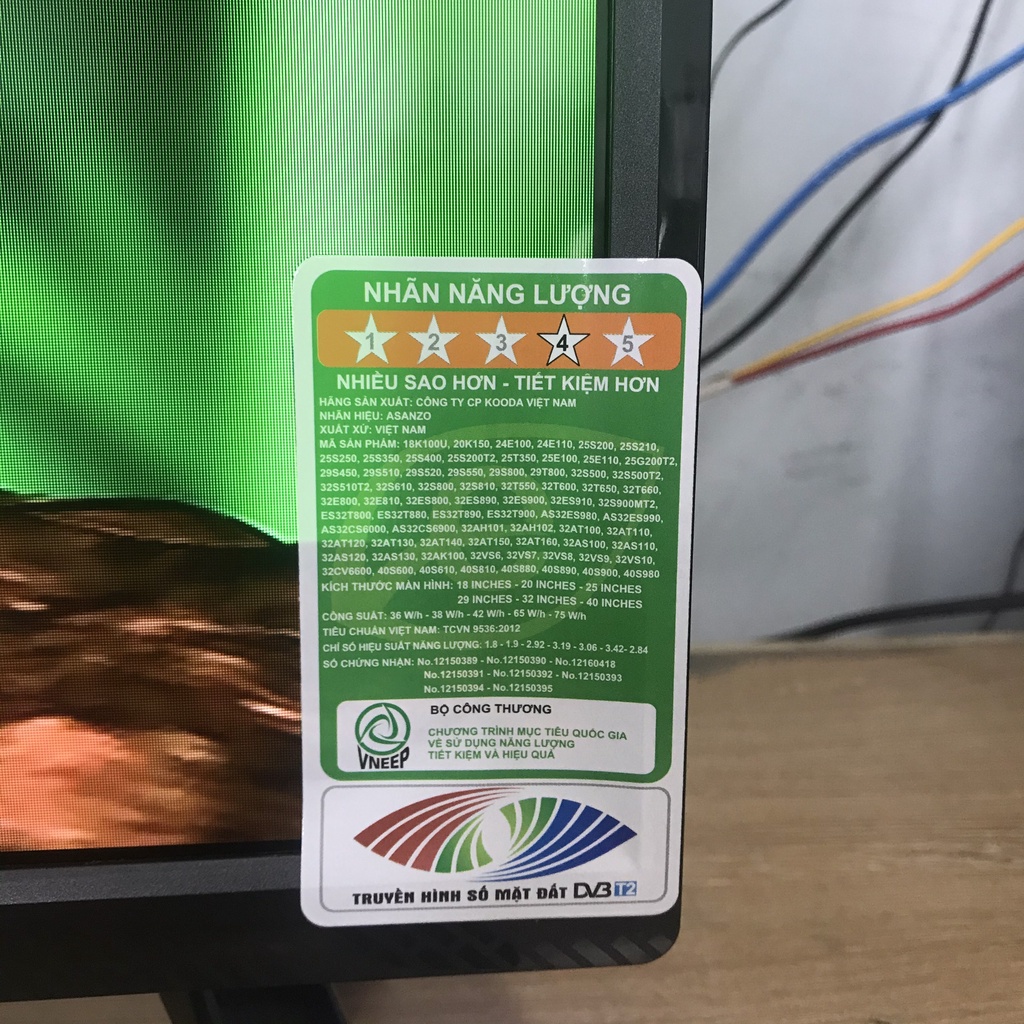 NHÃN NĂNG LƯỢNG
1 2 3 4 5
NHIỀU SAO HƠN - TIẾT KIỆM HƠN
HÃNG SẢN XUẤT: CÔNG TY CP KOODA VIỆT NAM
NHÃN HIỆU: ASANZO
XUẤT XỨ: VIỆT NAM
MÃ SẢN PHẨM: 18K100U, 20K150, 24E100, 24E110, 25S200, 25S210,
25S250, 25S350, 25S400, 25S200T2, 25T350, 25E100, 25E110, 25G200T2,
29S450, 29S510, 29S520, 29S550, 29S800, 29T800, 32S500, 32S500T2,
32S510T2, 32S610, 32S800, 32S810, 32T550, 32T600, 32T650, 32T660,
32E800, 32E810, 32ES800, 32ES890, 32ES900, 32ES910, 32S900MT2,
ES32T800, ES32T880, ES32T890, ES32T900, AS32ES980, AS32ES990,
AS32CS6000, AS32CS6900, 32AH101, 32AH102, 32AT100, 32AT110,
32AT120, 32AT130, 32AT140, 32AT150, 32AT160, 32AS100, 32AS110,
32AS120, 32AS130, 32AK100, 32VS6, 32VS7, 32VS8, 32VS9, 32VS10,
32CV6600, 40S600, 40S610, 40S810, 40S880, 40S890, 40S900, 40S980
KÍCH THƯỚC MÀN HÌNH: 18 INCHES - 20 INCHES - 25 INCHES
29 INCHES - 32 INCHES - 40 INCHES
CÔNG SUẤT: 36 W/h - 38 W/h - 42 W/h - 65 W/h - 75 W/h
TIÊU CHUẨN VIỆT NAM: TCVN 9536:2012
CHỈ SỐ HIỆU SUẤT NĂNG LƯỢNG: 1.8 - 1.9 - 2.92 - 3.19 - 3.06 - 3.42- 2.84
SỐ CHỨNG NHẬN: No.12150389 - No.12150390 - No.12160418
No.12150391 - No.12150392 - No.12150393
No.12150394 - No.12150395
BỘ CÔNG THƯƠNG
CHƯƠNG TRÌNH MỤC TIÊU QUỐC GIA
VỀ SỬ DỤNG NĂNG LƯỢNG
TIẾT KIỆM VÀ HIỆU QUẢ
VNEEP
TRUYỀN HÌNH SỐ MẶT ĐẤT DVB T2